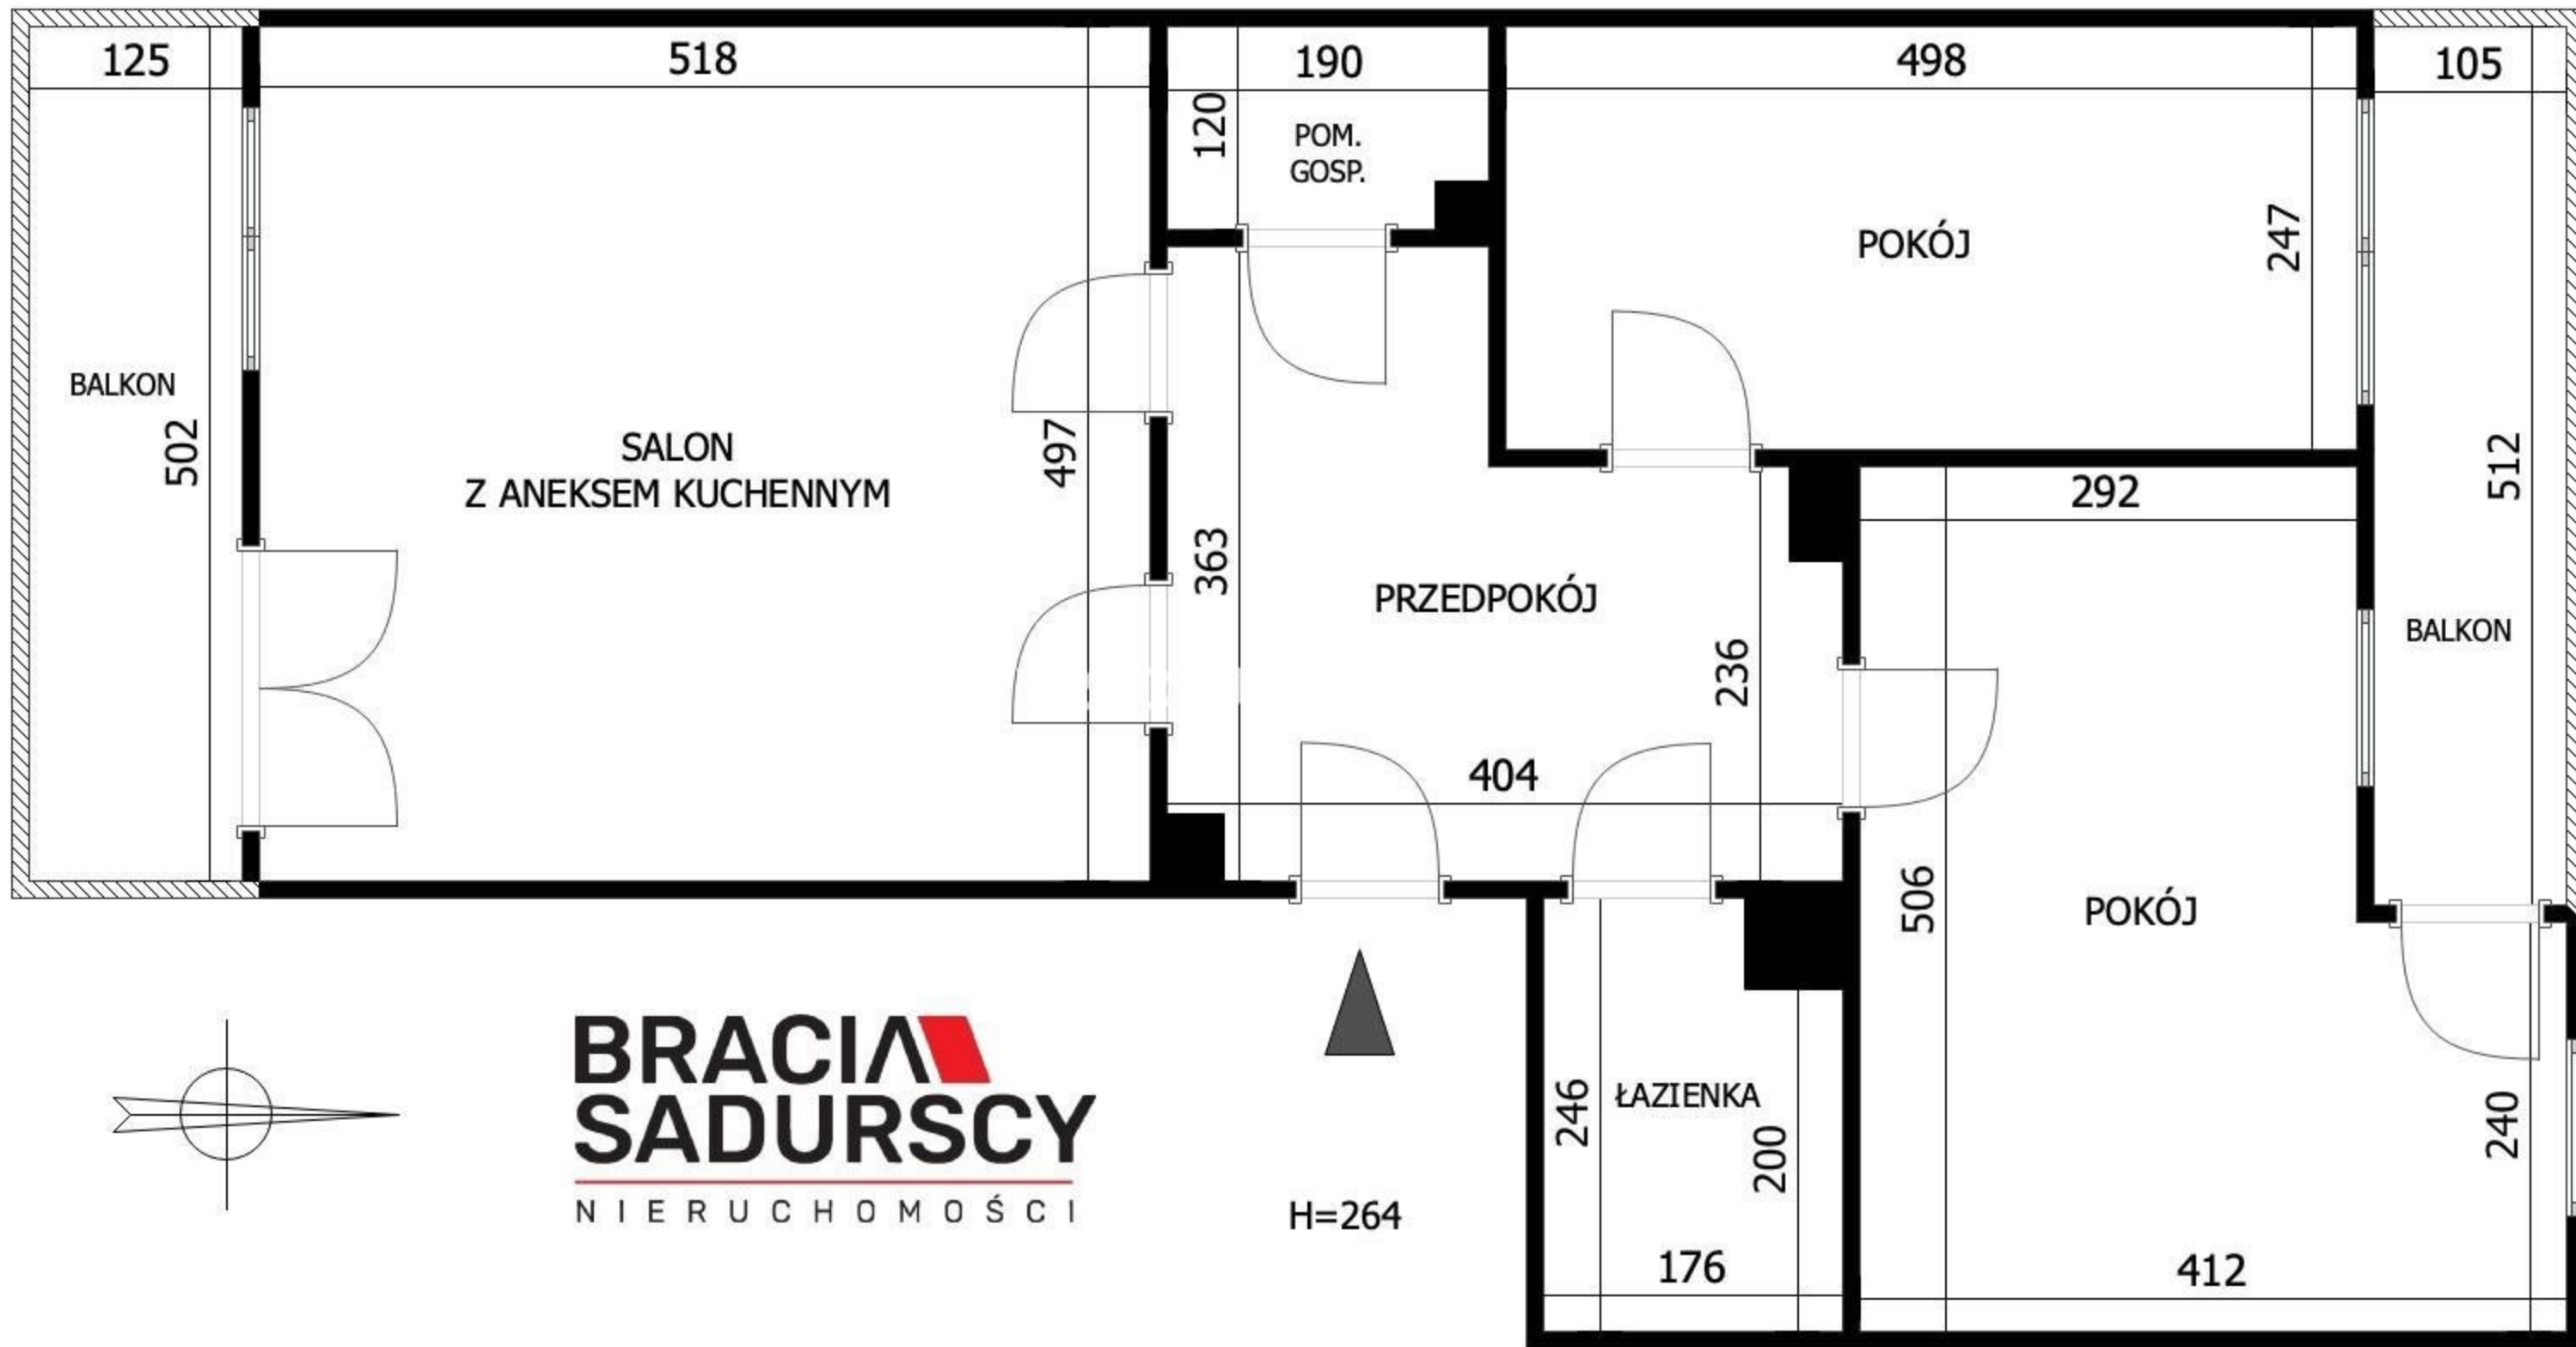 125
518
190
498
105
120
POM.
GOSP.
POKÓJ
247
BALKON
502
SALON
Z ANEKSEM KUCHENNYM
497
363
PRZEDPOKÓJ
236
404
292
512
BALKON
506
POKÓJ
BRACIA
SADURSCY
NIERUCHOMOŚCI
H=264
246
ŁAZIENKA
200
176
240
412